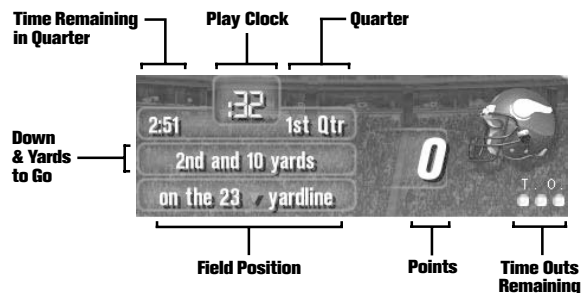 Time Remaining
in Quarter
Play Clock
Quarter
:32
2:51
1st Qtr
Down
& Yards
to Go
2nd and 10 yards
0
on the 23 yardline
T. O.
Field Position
Points
Time Outs
Remaining